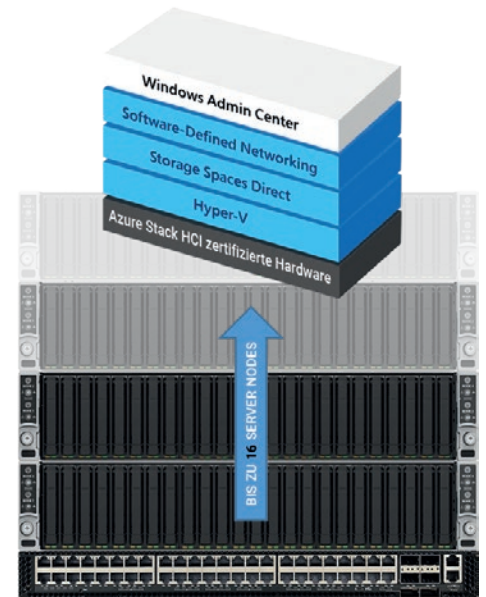 Windows Admin Center
Software-Defined Networking
Storage Spaces Direct
Hyper-V
Azure Stack HCI zertifizierte Hardware
BIS ZU 16 SERVER NODES